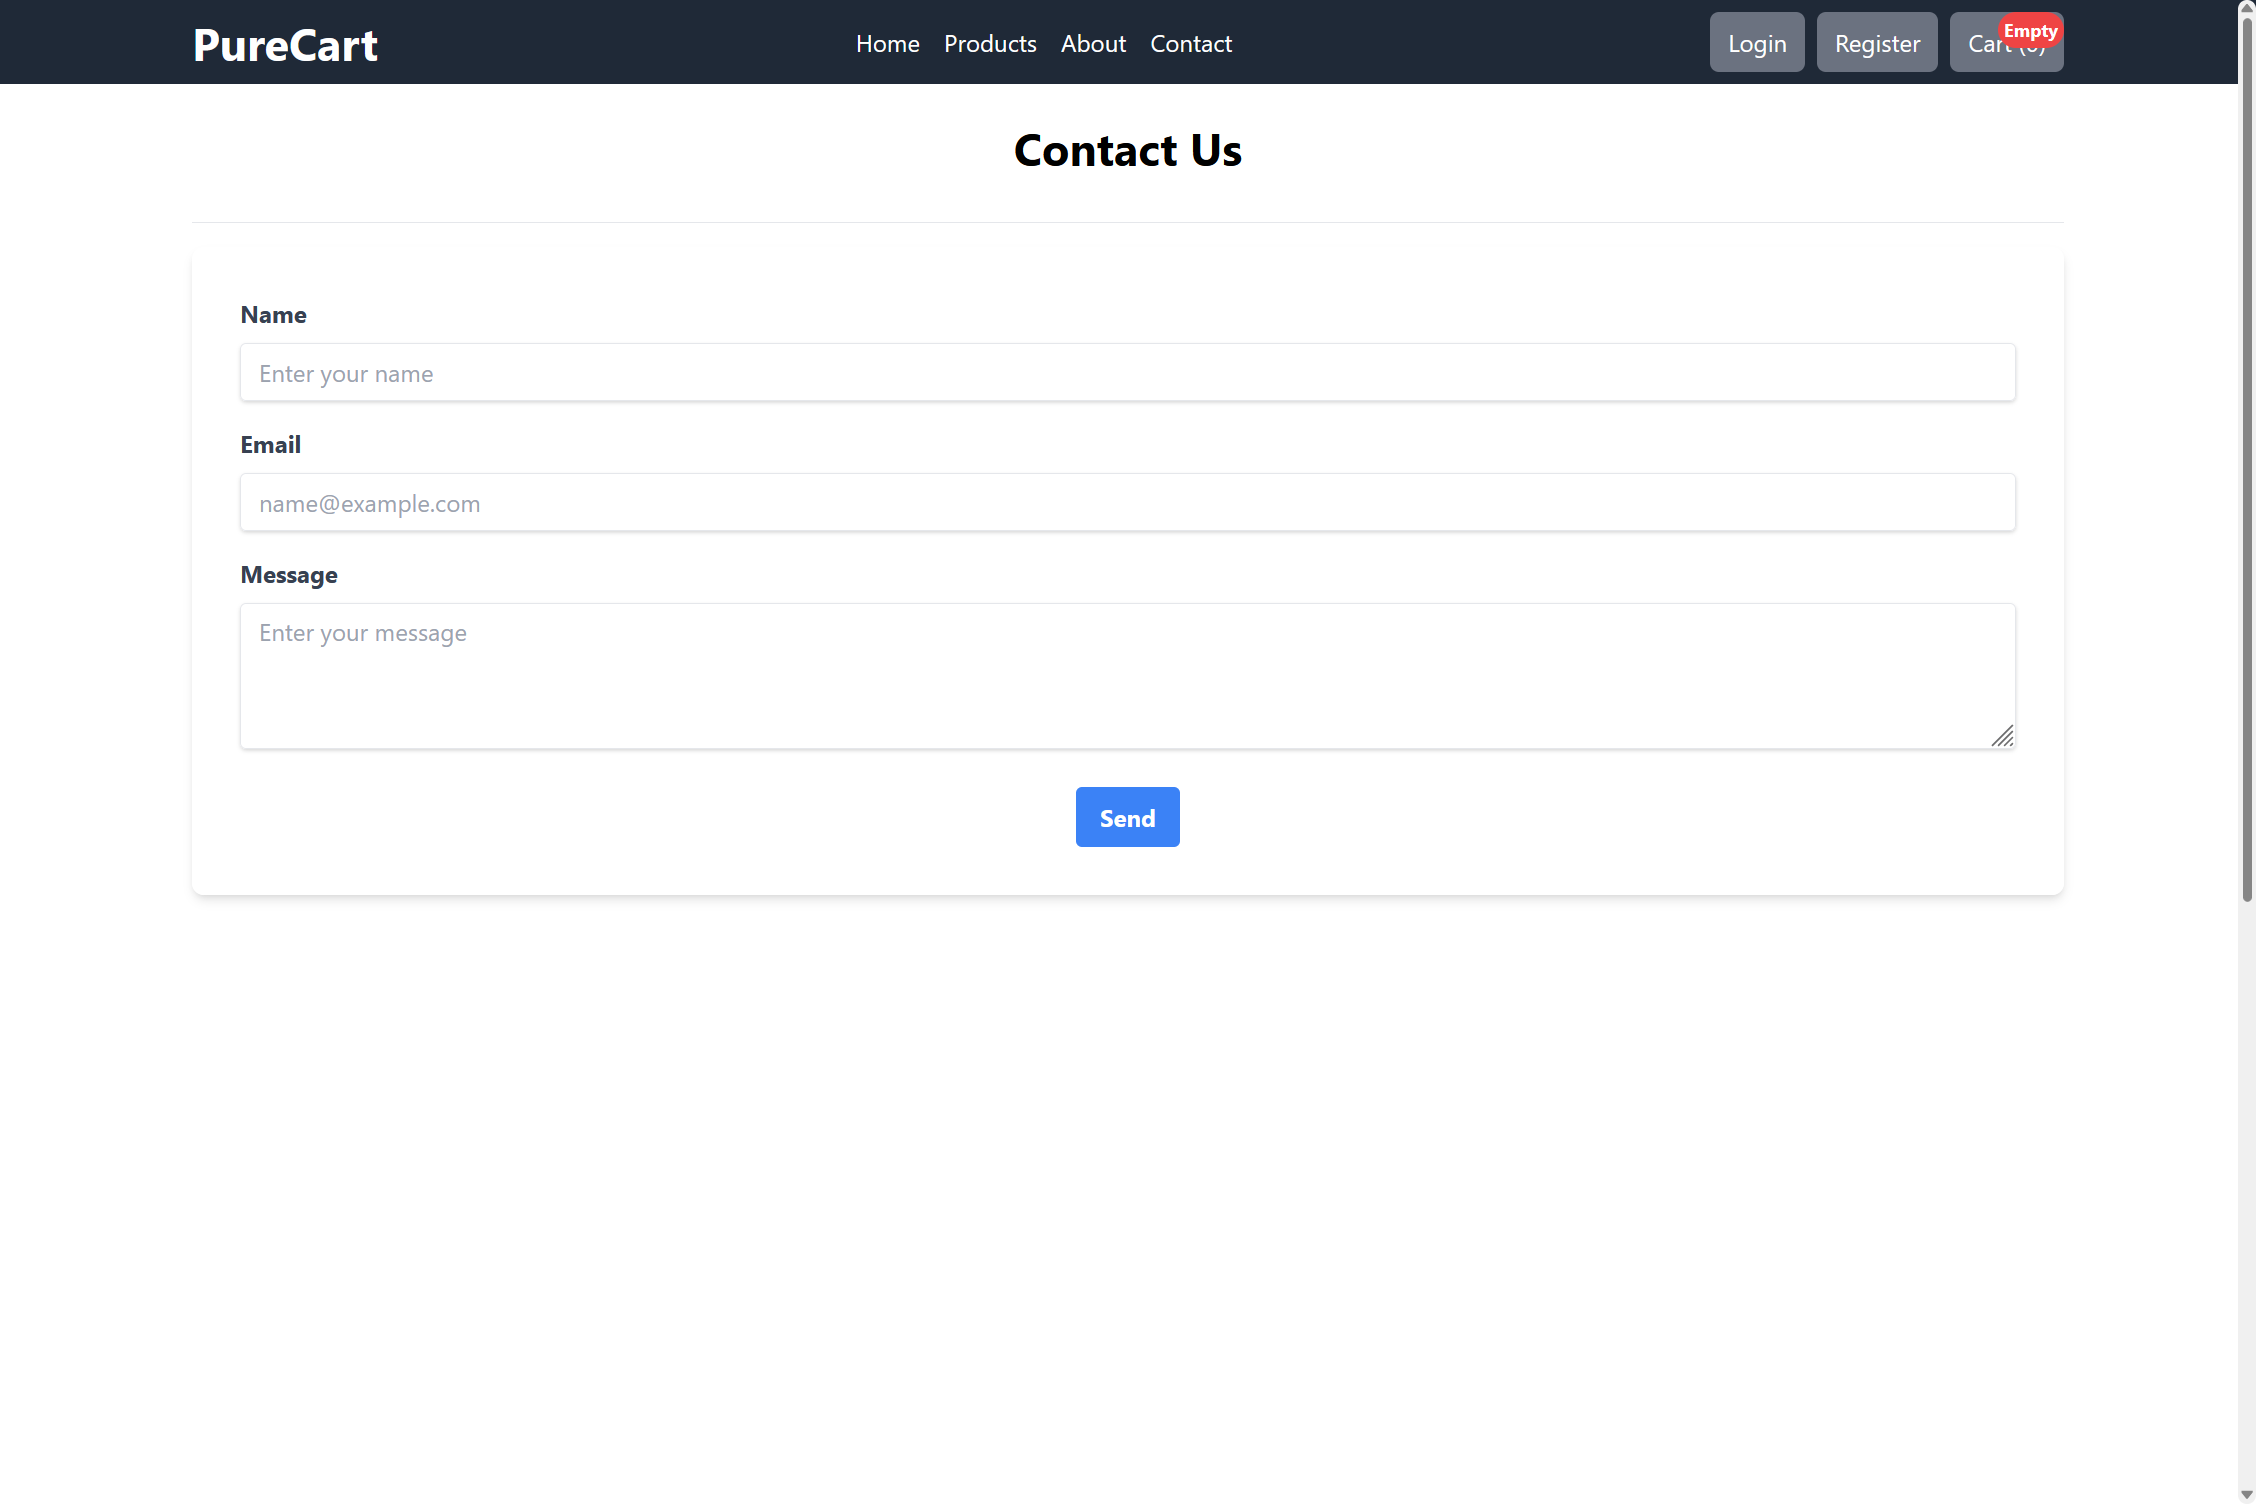 PureCart
Home Products About Contact
Login Register Cart Empty
Contact Us
Name
Enter your name
Email
name@example.com
Message
Enter your message
Send